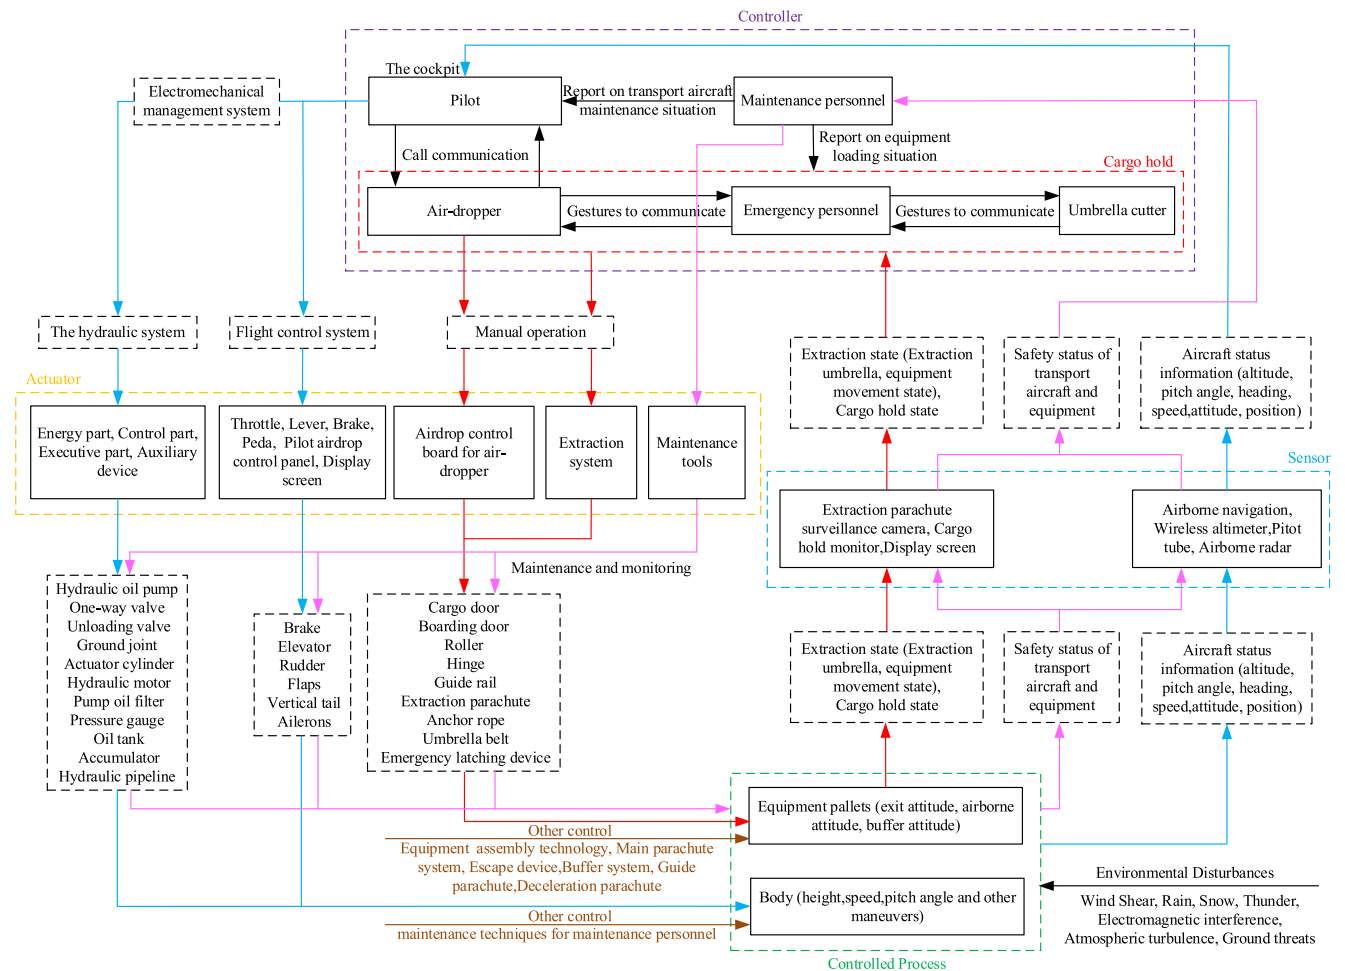 Controller
The cockpit
Electromechanical
management system
Pilot
Report on transport aircraft
maintenance situation
Maintenance personnel
Call communication
Report on equipment
loading situation
Cargo hold
Air-dropper
Gestures to communicate
Emergency personnel
Gestures to communicate
Umbrella cutter
The hydraulic system
Flight control system
Manual operation
Extraction state (Extraction
umbrella, equipment
movement state),
Cargo hold state
Safety status of
transport
aircraft and
equipment
Aircraft status
information (altitude,
pitch angle, heading,
speed,attitude, position)
Actuator
Energy part, Control part,
Executive part, Auxiliary
device
Throttle, Lever, Brake,
Peda, Pilot airdrop
control panel, Display
screen
Airdrop control
board for air-
dropper
Extraction
system
Maintenance
tools
Sensor
Extraction parachute
surveillance camera, Cargo
hold monitor,Display screen
Airborne navigation,
Wireless altimeter,Pitot
tube, Airborne radar
Maintenance and monitoring
Hydraulic oil pump
One-way valve
Unloading valve
Ground joint
Actuator cylinder
Hydraulic motor
Pump oil filter
Pressure gauge
Oil tank
Accumulator
Hydraulic pipeline
Brake
Elevator
Rudder
Flaps
Vertical tail
Ailerons
Cargo door
Boarding door
Roller
Hinge
Guide rail
Extraction parachute
Anchor rope
Umbrella belt
Emergency latching device
Extraction state (Extraction
umbrella, equipment
movement state),
Cargo hold state
Safety status of
transport
aircraft and
equipment
Aircraft status
information (altitude,
pitch angle, heading,
speed,attitude, position)
Equipment pallets (exit attitude, airborne
attitude, buffer attitude)
Other control
Equipment assembly technology, Main parachute
system, Escape device,Buffer system, Guide
parachute,Deceleration parachute
Body (height,speed,pitch angle and other
maneuvers)
Other control
maintenance techniques for maintenance personnel
Environmental Disturbances
Wind Shear, Rain, Snow, Thunder,
Electromagnetic interference,
Atmospheric turbulence, Ground threats
Controlled Process